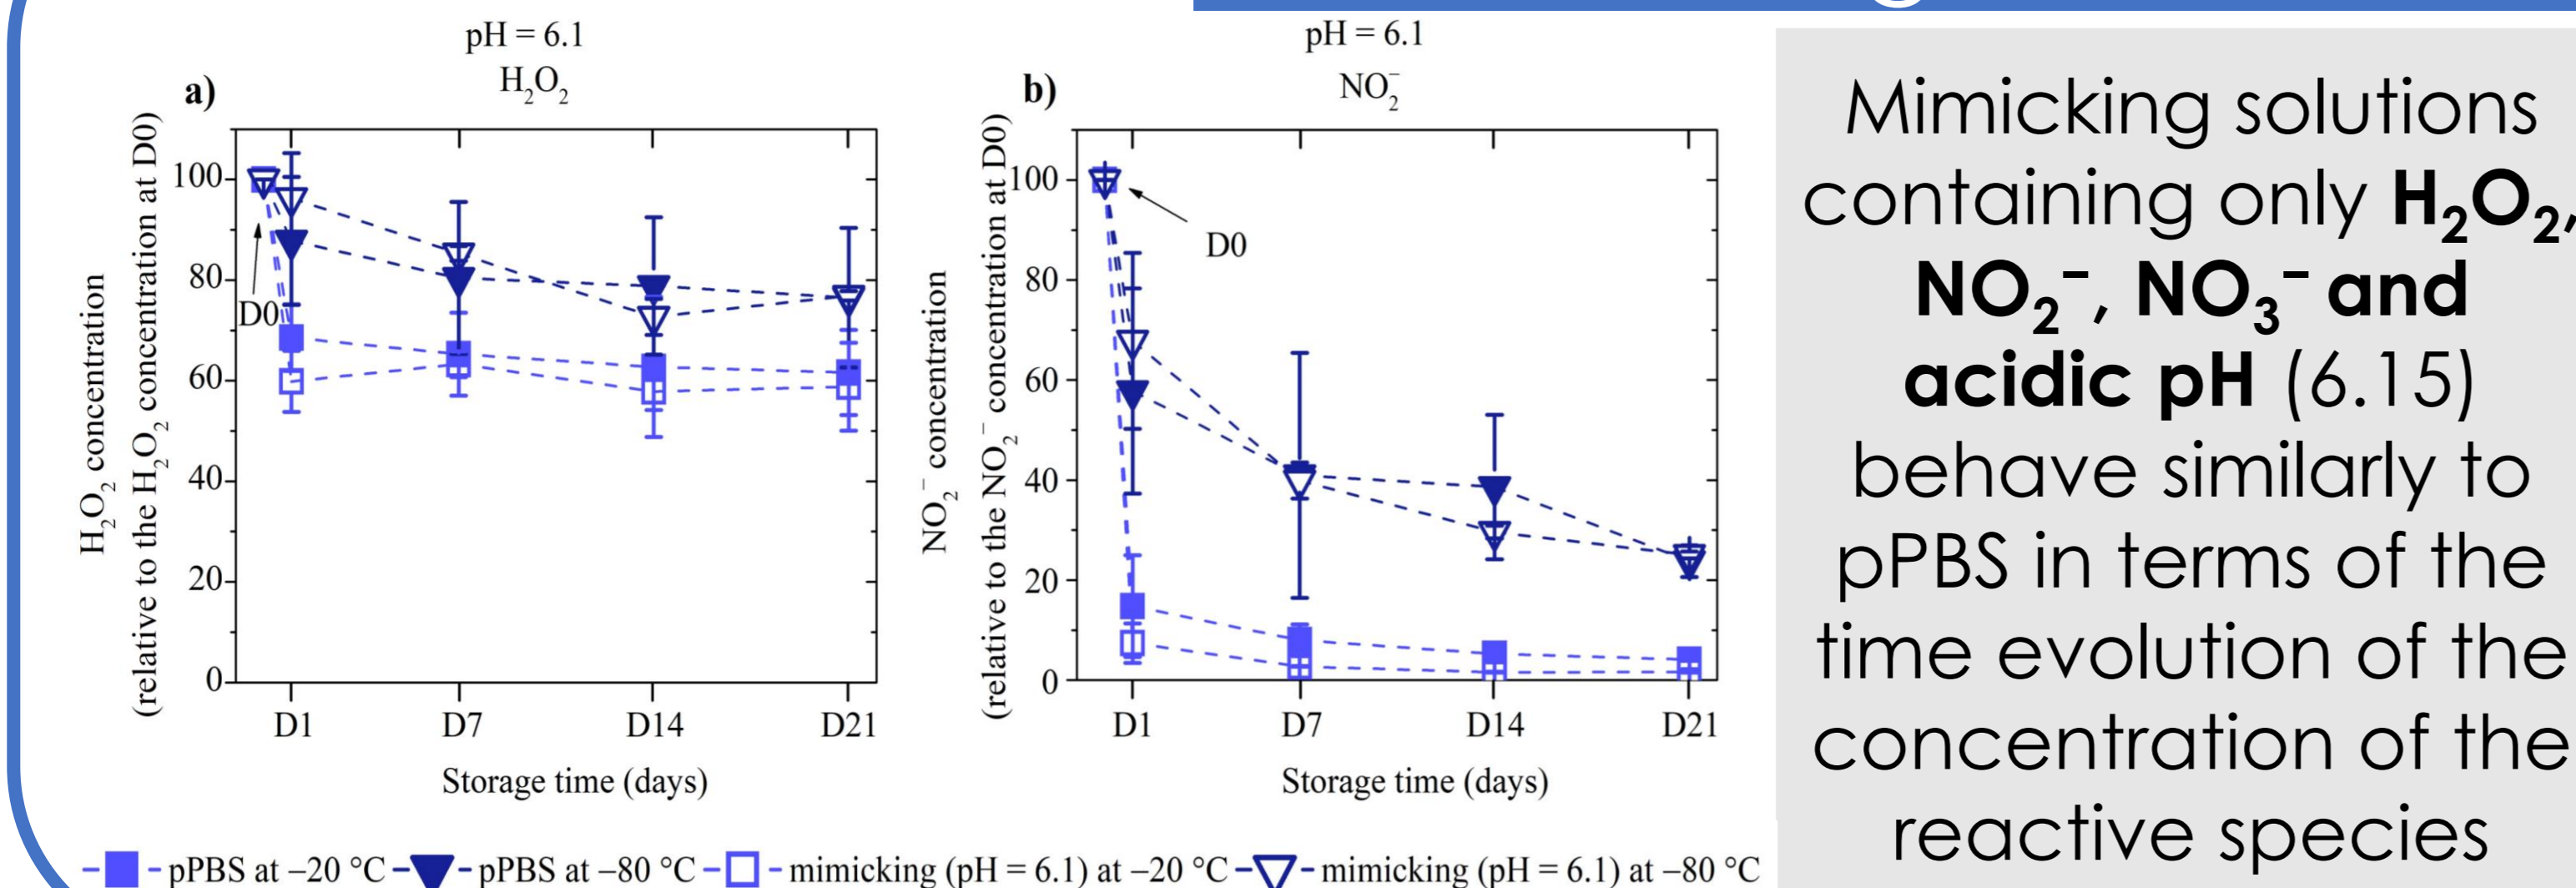 pH = 6.1
H₂O₂
a)
H₂O₂ concentration
(relative to the H₂O₂ concentration at D0)
100
80
60
40
20
0
D0
D1 D7 D14 D21
Storage time (days)
pH = 6.1
NO₂⁻
b)
NO₂⁻ concentration
(relative to the NO₂⁻ concentration at D0)
100
80
60
40
20
0
D0
D1 D7 D14 D21
Storage time (days)
pPBS at −20 °C pPBS at −80 °C mimicking (pH = 6.1) at −20 °C mimicking (pH = 6.1) at −80 °C
Mimicking solutions
containing only H₂O₂,
NO₂⁻, NO₃⁻ and
acidic pH (6.15)
behave similarly to
pPBS in terms of the
time evolution of the
concentration of the
reactive species